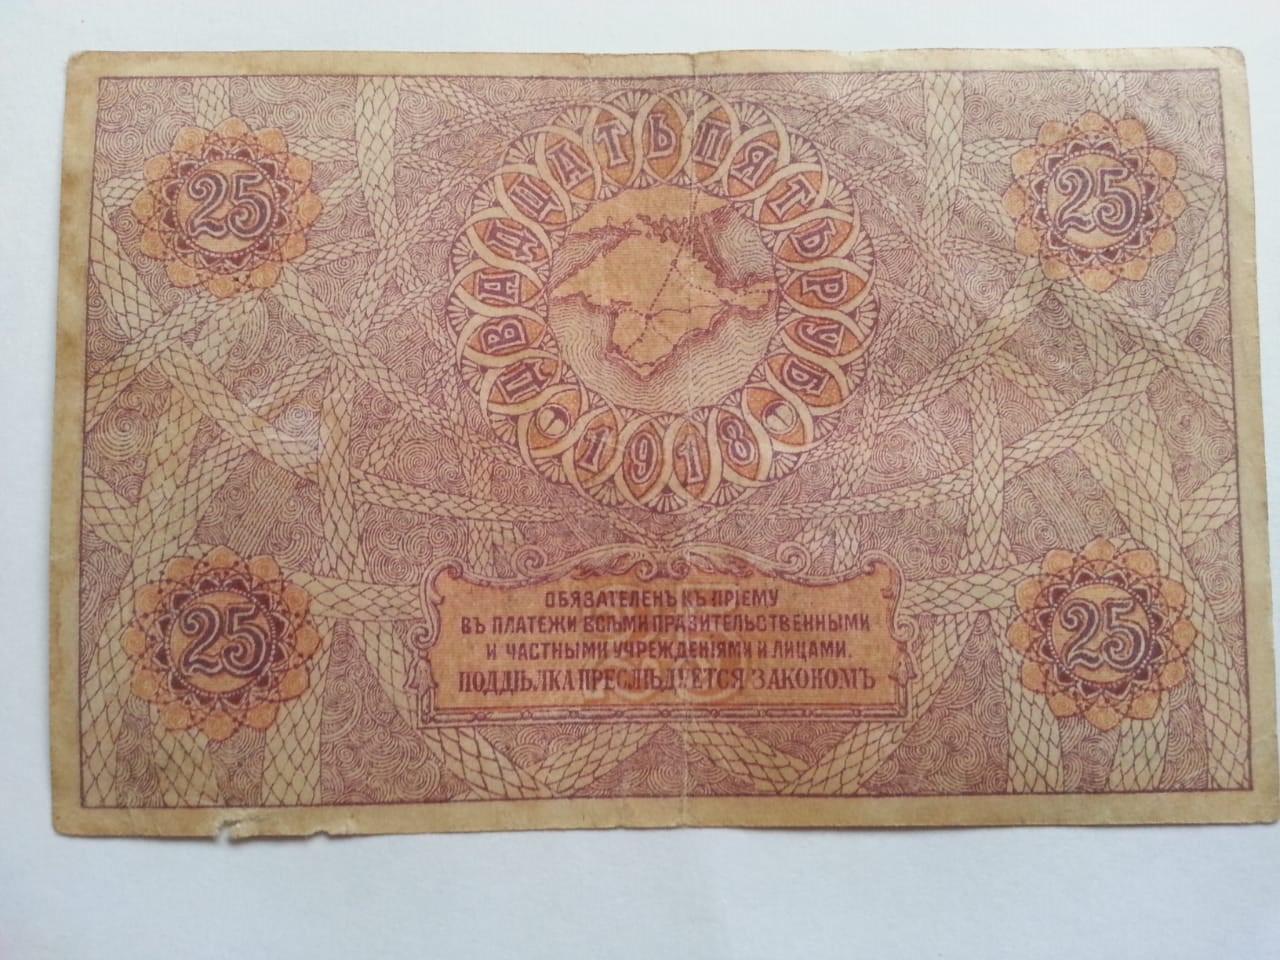 25
25
ДВАДЦАТЬ ПЯТЬ РУБ
1918
ОБЯЗАТЕЛЕНЪ КЪ ПРІЕМУ
ВЪ ПЛАТЕЖИ ВСѢМИ ПРАВИТЕЛЬСТВЕННЫМИ
И ЧАСТНЫМИ УЧРЕЖДЕНІЯМИ И ЛИЦАМИ.
ПОДДѢЛКА ПРЕСЛѢДУЕТСЯ ЗАКОНОМЪ
25
25